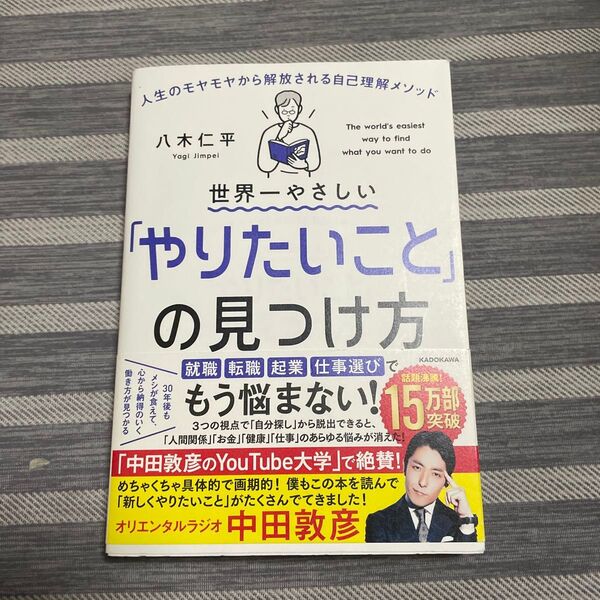 人生のモヤモヤから解放される自己理解メソッド
八木仁平
Yagi Jimpei
The world's easiest
way to find
what you want to do
世界一やさしい
「やりたいこと」
の見つけ方
KADOKAWA
就職 転職 起業 仕事選びで
もう悩まない!
30年後も
メシが食えて、
心から納得のいく
働き方が見つかる
話題沸騰!
15万部
突破
3つの視点で「自分探し」から脱出できると、
「人間関係」「お金」「健康」「仕事」のあらゆる悩みが消えた!
「中田敦彦のYouTube大学」で絶賛!
めちゃくちゃ具体的で画期的!僕もこの本を読んで
「新しくやりたいこと」がたくさんでてきました!
オリエンタルラジオ 中田敦彦